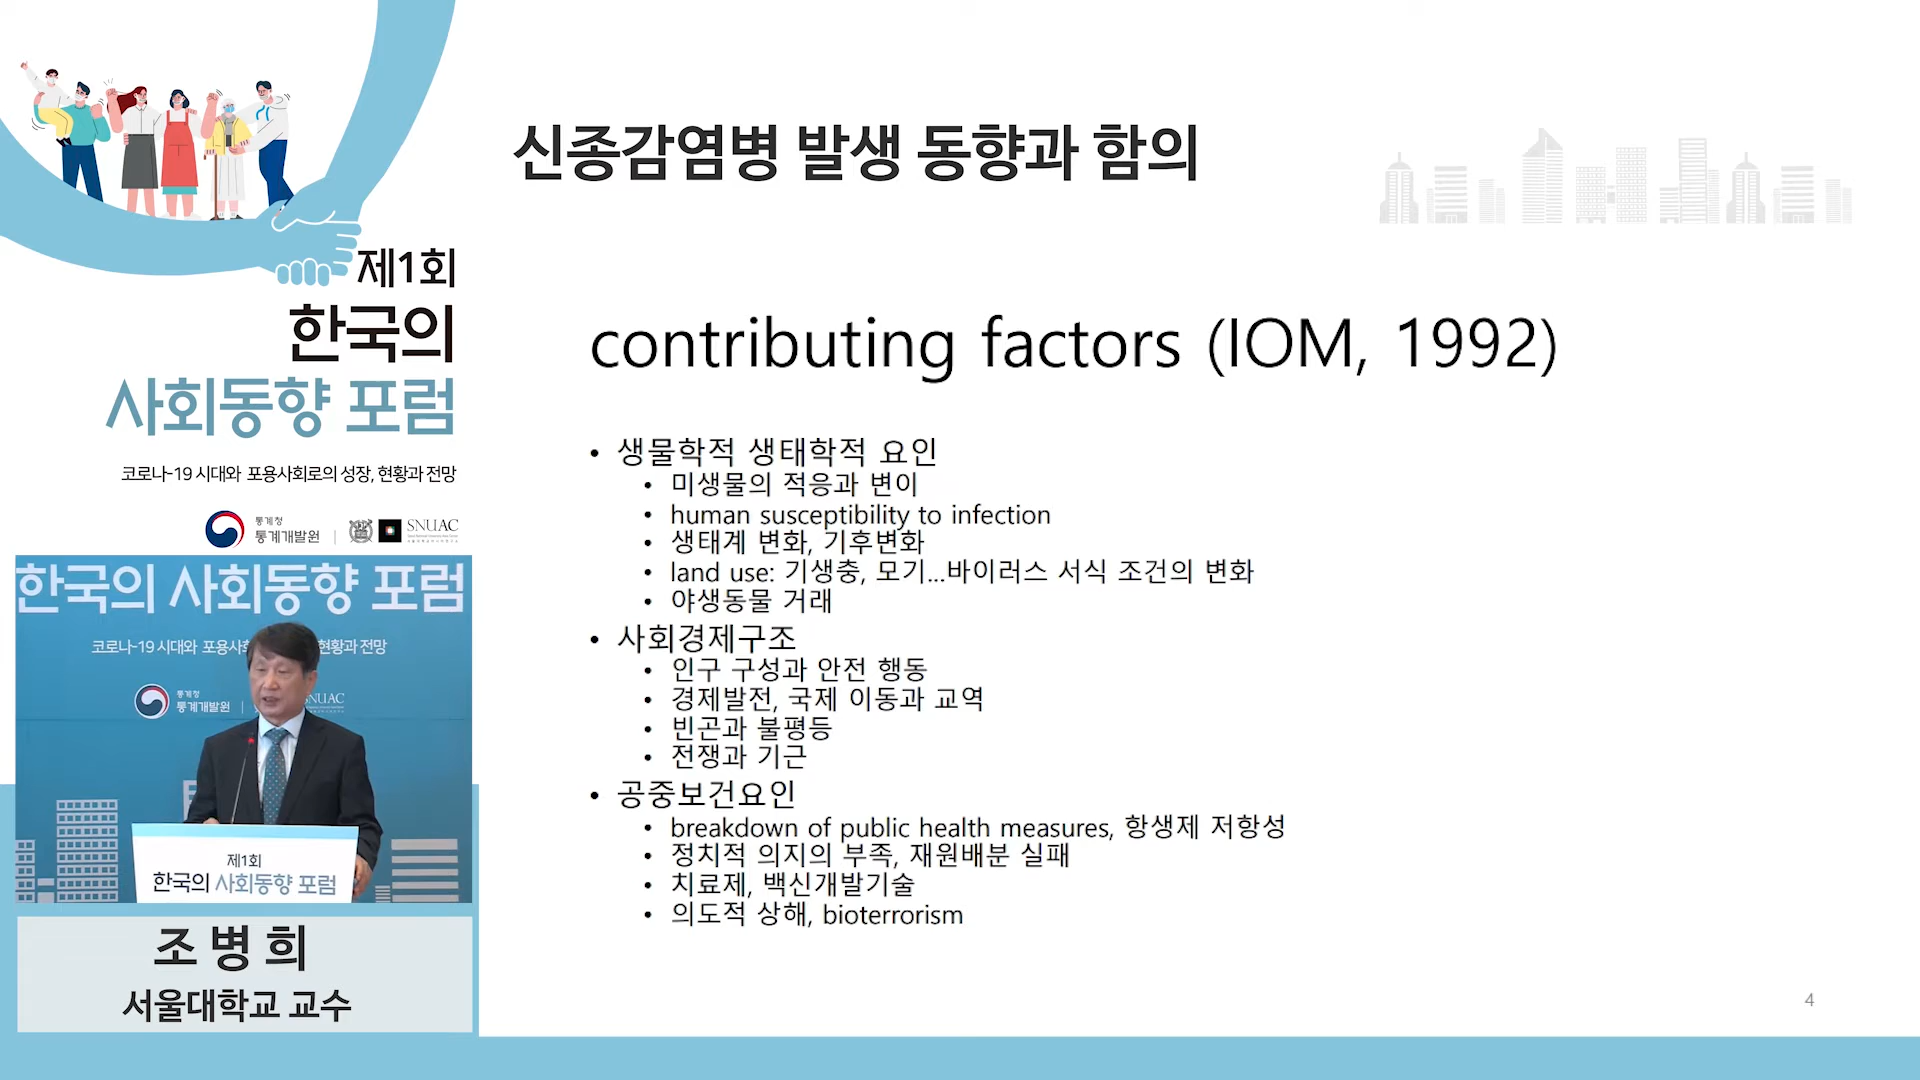 신종감염병 발생 동향과 함의
제1회
한국의
사회동향 포럼
코로나-19 시대와 포용사회로의 성장, 현황과 전망
통계청
통계개발원
SNUAC
contributing factors (IOM, 1992)
• 생물학적 생태학적 요인
• 미생물의 적응과 변이
• human susceptibility to infection
• 생태계 변화, 기후변화
• land use: 기생충, 모기...바이러스 서식 조건의 변화
• 야생동물 거래
• 사회경제구조
• 인구 구성과 안전 행동
• 경제발전, 국제 이동과 교역
• 빈곤과 불평등
• 전쟁과 기근
• 공중보건요인
• breakdown of public health measures, 항생제 저항성
• 정치적 의지의 부족, 재원배분 실패
• 치료제, 백신개발기술
• 의도적 상해, bioterrorism
4
한국의 사회동향 포럼
코로나-19 시대와 포용사회 현황과 전망
통계청
통계개발원
SNUAC
제1회
한국의 사회동향 포럼
조병희
서울대학교 교수